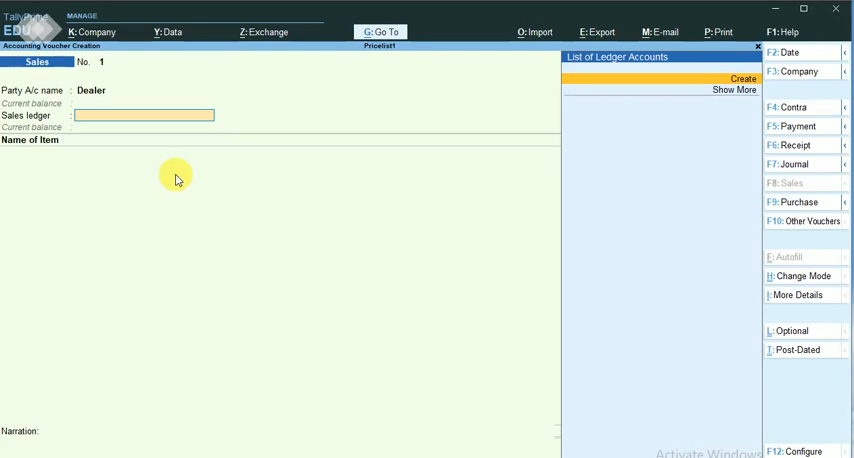 TallyPrime
EDU
MANAGE
K: Company
Y: Data
Z: Exchange
G: Go To
O: Import
E: Export
M: E-mail
P: Print
F1: Help
Accounting Voucher Creation
Pricelist1
Sales No. 1
Party A/c name : Dealer
Current balance :
Sales ledger :
Current balance :
Name of Item
Narration:
List of Ledger Accounts
Create
Show More
Activate Windows
F2: Date
F3: Company
F4: Contra
F5: Payment
F6: Receipt
F7: Journal
F8: Sales
F9: Purchase
F10: Other Vouchers
F: Autofill
H: Change Mode
I: More Details
L: Optional
T: Post-Dated
F12: Configure